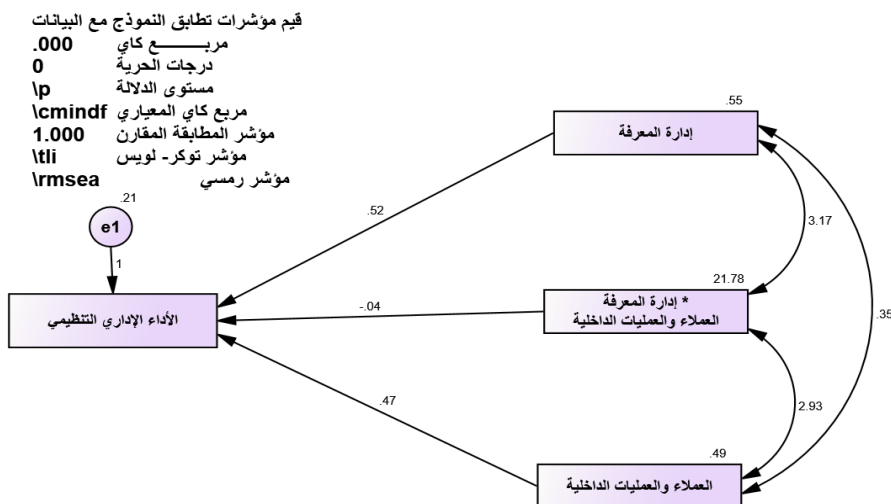 قيم مؤشرات تطابق النموذج مع البيانات
مربـــــــع كاي .000
درجات الحرية 0
مستوى الدلالة \p
مربع كاي المعياري \cmindf
مؤشر المطابقة المقارن 1.000
مؤشر توكر- لويس \tli
مؤشر رمسي \rmsea
.21
e1
1
الأداء الإداري التنظيمي
.55
إدارة المعرفة
.52
3.17
21.78
* إدارة المعرفة
العملاء والعمليات الداخلية
-.04
.35
.47
2.93
.49
العملاء والعمليات الداخلية